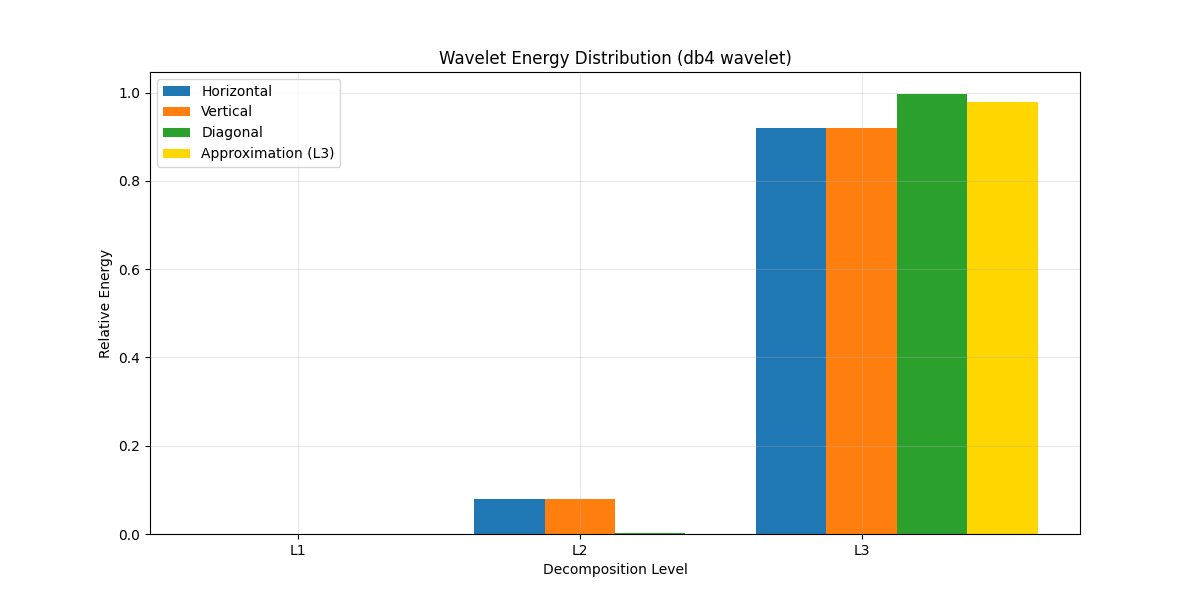 Wavelet Energy Distribution (db4 wavelet)
Horizontal
Vertical
Diagonal
Approximation (L3)
Relative Energy
1.0
0.8
0.6
0.4
0.2
0.0
L1
L2
L3
Decomposition Level